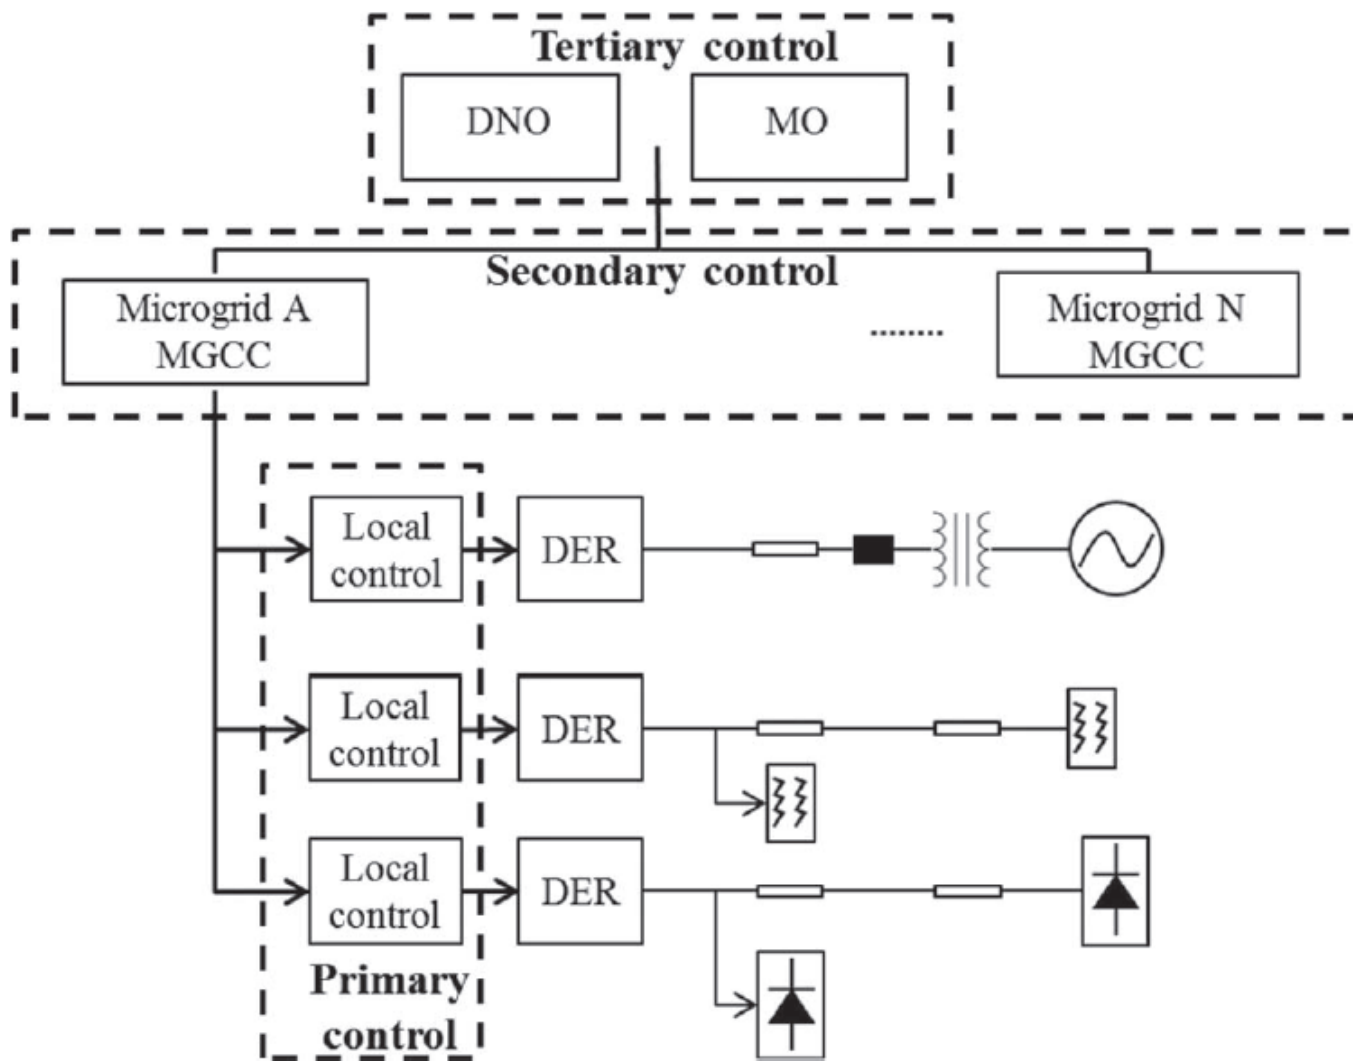 Tertiary control
DNO
MO
Secondary control
Microgrid A
MGCC
........
Microgrid N
MGCC
Local
control
DER
Local
control
DER
Local
control
DER
Primary
control